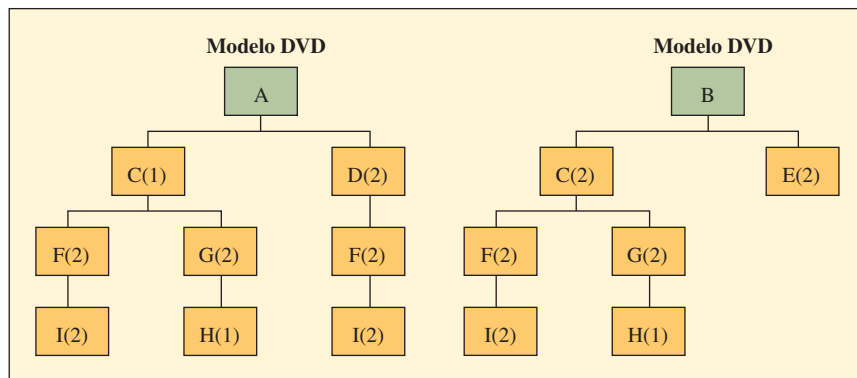 Modelo DVD Modelo DVD
A B
C(1) D(2) C(2) E(2)
F(2) G(2) F(2) F(2) G(2)
I(2) H(1) I(2) I(2) H(1)